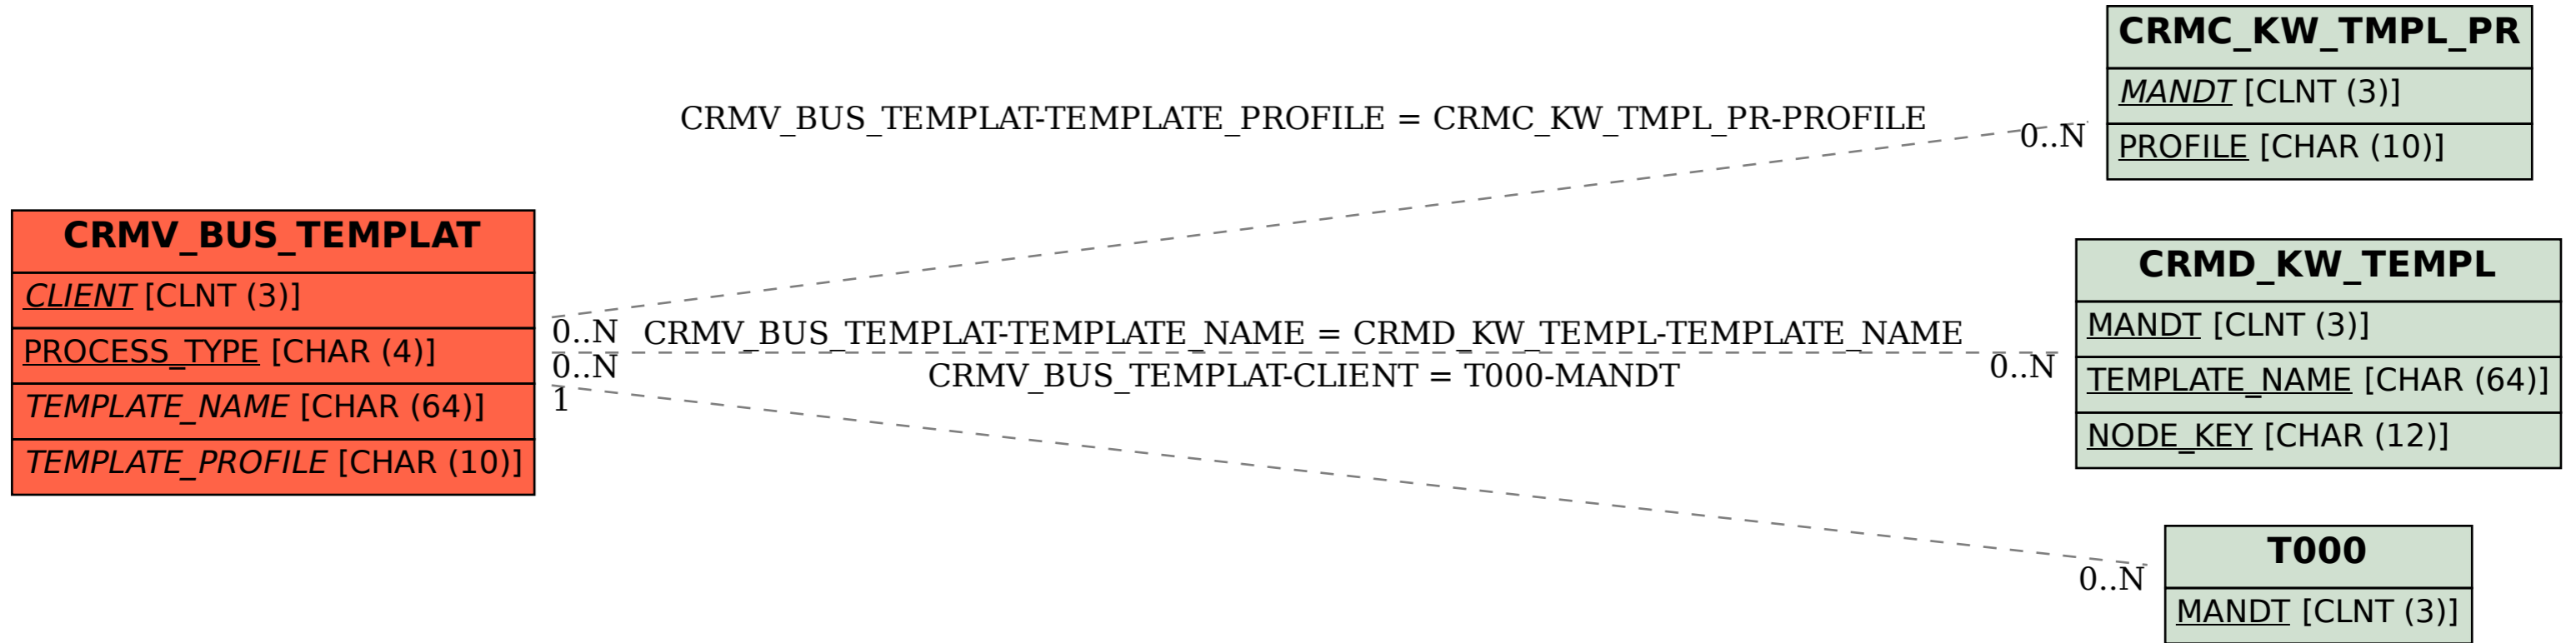 CRMC_KW_TMPL_PR
MANDT [CLNT (3)]
PROFILE [CHAR (10)]
CRMV_BUS_TEMPLAT-TEMPLATE_PROFILE = CRMC_KW_TMPL_PR-PROFILE
0..N
CRMV_BUS_TEMPLAT
CLIENT [CLNT (3)]
PROCESS_TYPE [CHAR (4)]
TEMPLATE_NAME [CHAR (64)]
TEMPLATE_PROFILE [CHAR (10)]
0..N
CRMV_BUS_TEMPLAT-TEMPLATE_NAME = CRMD_KW_TEMPL-TEMPLATE_NAME
0..N
0..N
CRMV_BUS_TEMPLAT-CLIENT = T000-MANDT
1
CRMD_KW_TEMPL
MANDT [CLNT (3)]
TEMPLATE_NAME [CHAR (64)]
NODE_KEY [CHAR (12)]
0..N
T000
MANDT [CLNT (3)]